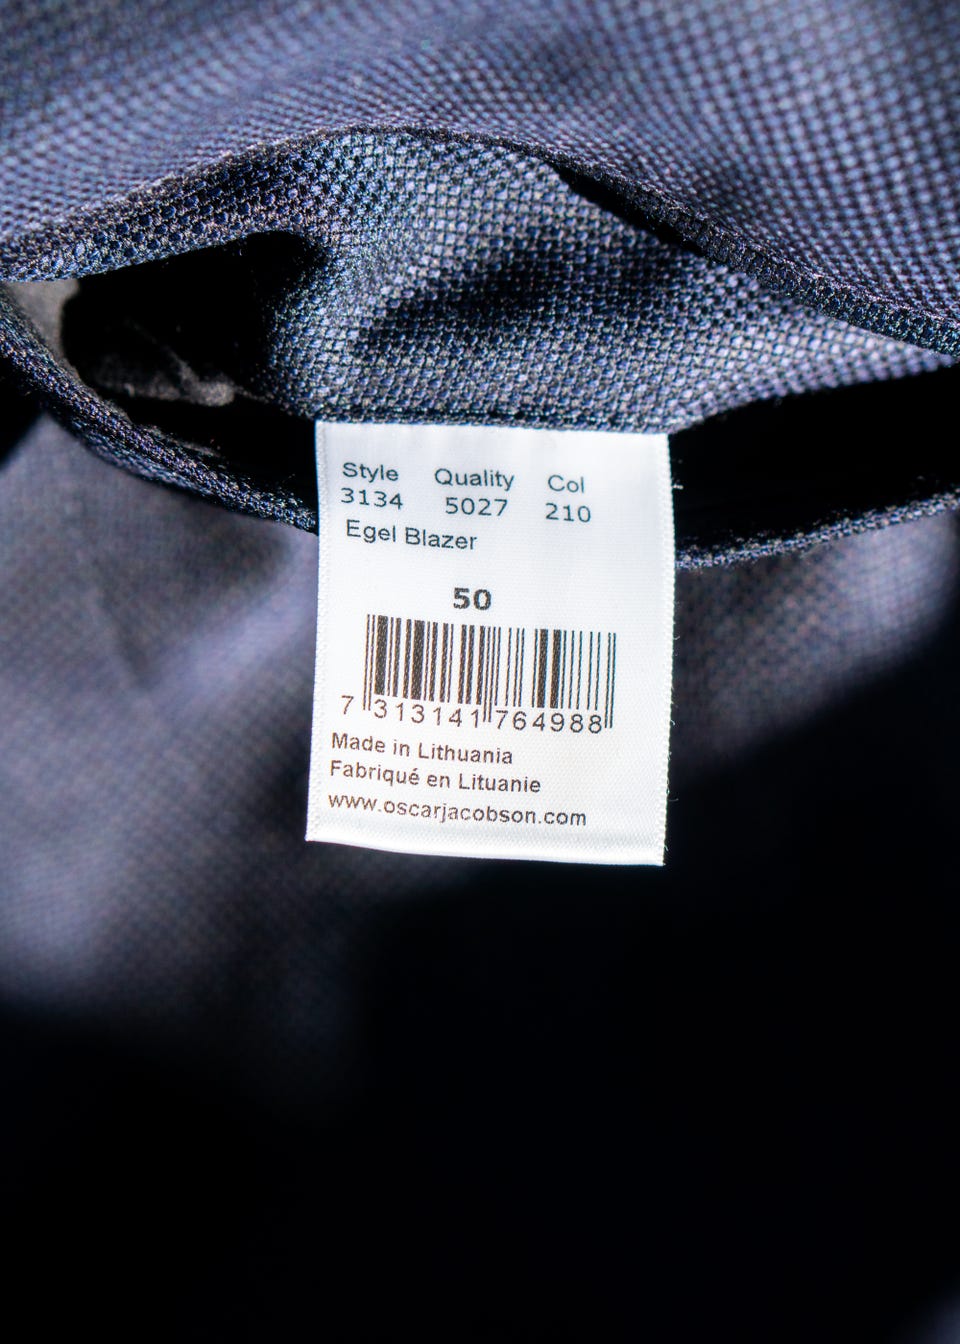 Style Quality Col
3134 5027 210
Egel Blazer
50
7 313141 764988
Made in Lithuania
Fabriqué en Lituanie
www.oscarjacobson.com